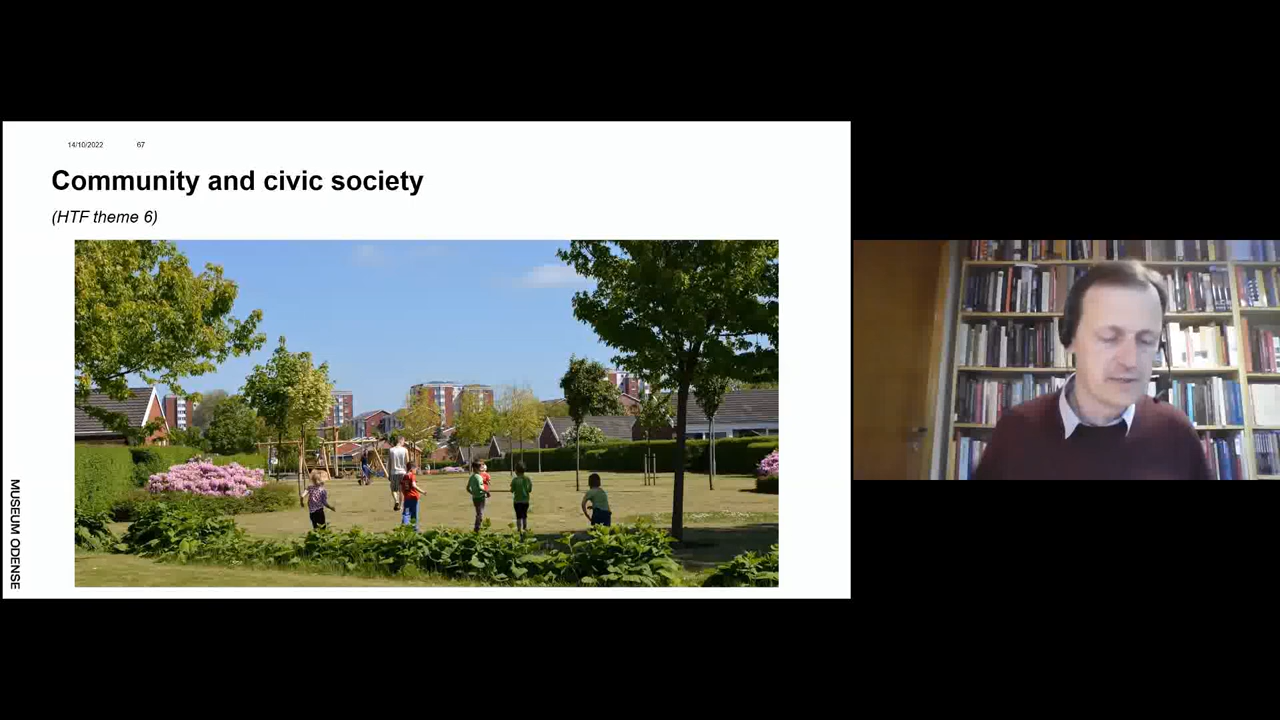 14/10/2022 67
Community and civic society
(HTF theme 6)
MUSEUM ODENSE